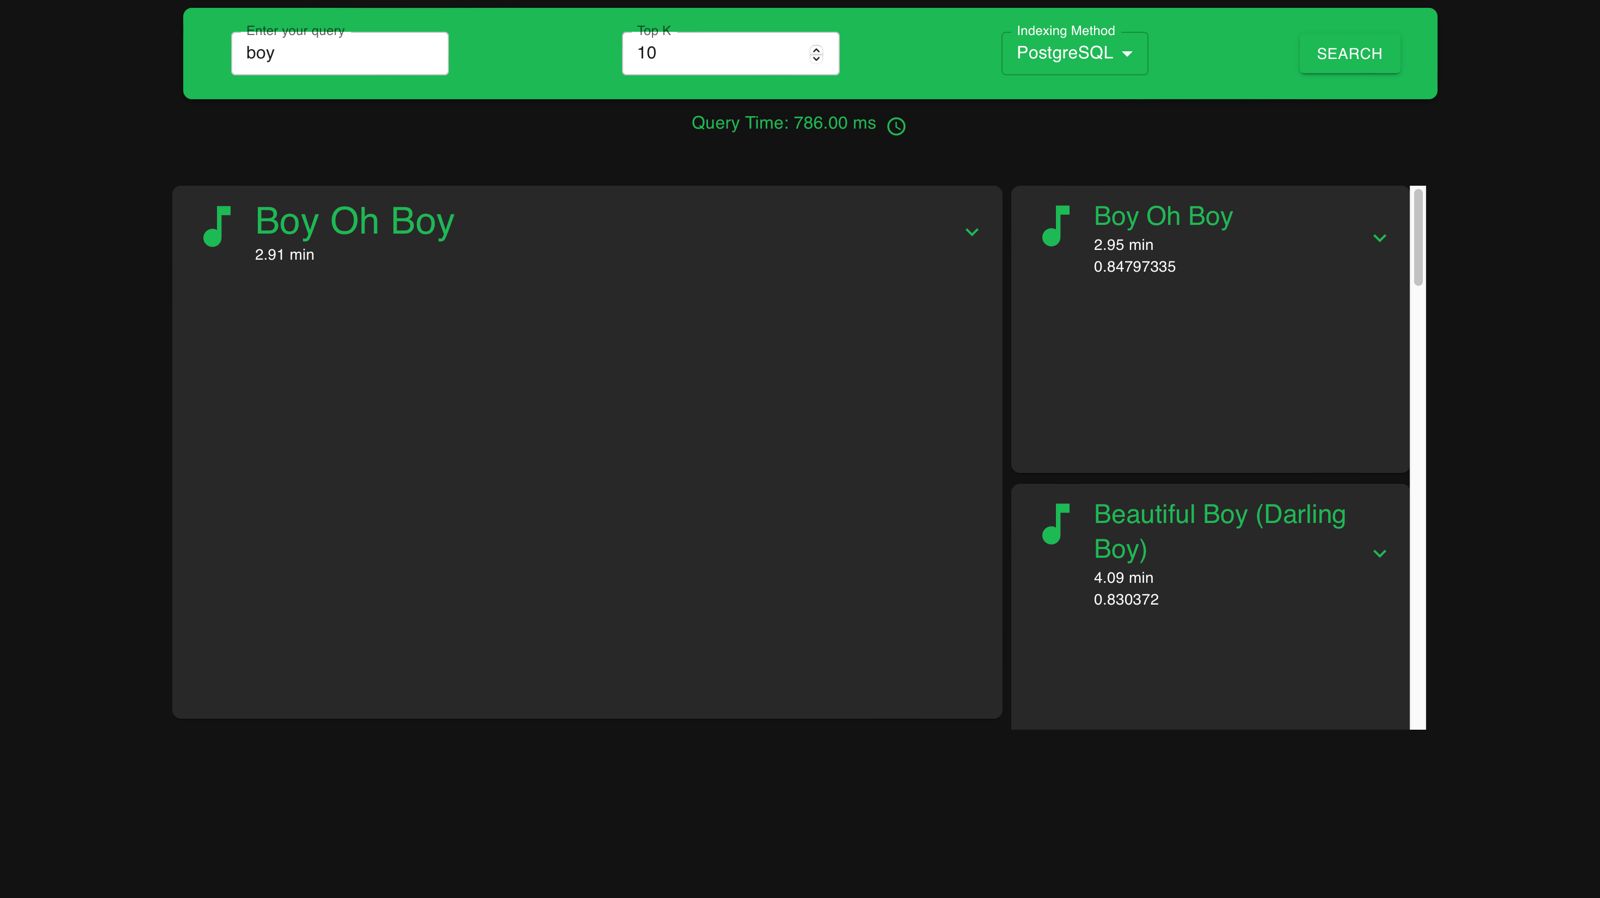 Enter your query
boy
Top K
10
Indexing Method
PostgreSQL
SEARCH
Query Time: 786.00 ms
Boy Oh Boy
2.91 min
Boy Oh Boy
2.95 min
0.84797335
Beautiful Boy (Darling
Boy)
4.09 min
0.830372